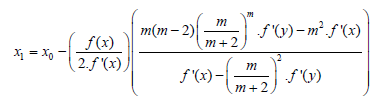 x₁ = x₀ − ( f(x) / 2.f'(x) ) ( ( m(m−2) ( m / m+2 )ᵐ .f'(y) − m².f'(x) ) / ( f'(x) − ( m / m+2 )² .f'(y) ) )